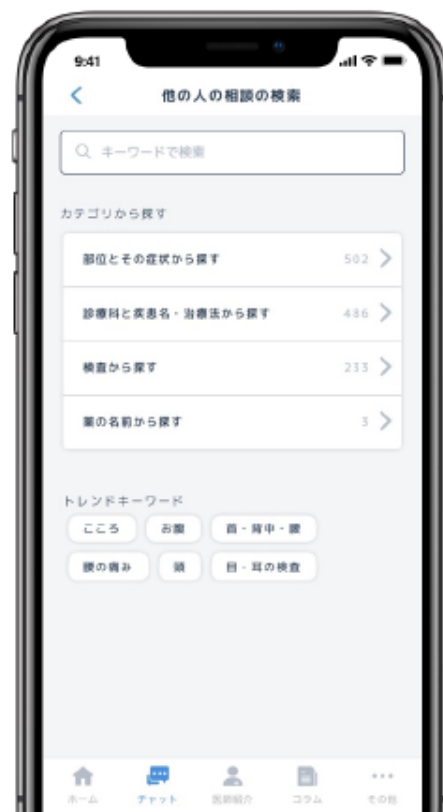 9:41
他の人の相談の検索
キーワードで検索
カテゴリから探す
部位とその症状から探す 502
診療科と疾患名・治療法から探す 486
検査から探す 233
薬の名前から探す 3
トレンドキーワード
こころ お腹 首・背中・腰
腰の痛み 頭 目・耳の検査
ホーム チャット 医師紹介 コラム その他